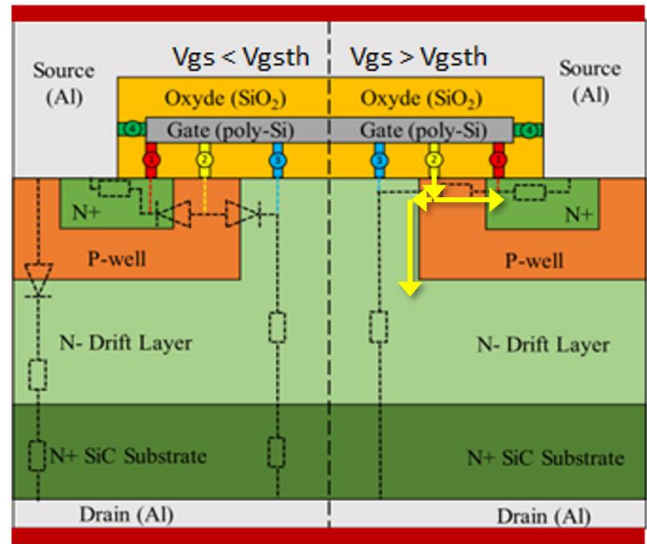 Vgs < Vgsth
Vgs > Vgsth
Source
(Al)
Source
(Al)
Oxyde (SiO₂)
Oxyde (SiO₂)
Gate (poly-Si)
Gate (poly-Si)
4
4
1
2
3
3
2
1
N+
N+
P-well
P-well
N- Drift Layer
N- Drift Layer
N+ SiC Substrate
N+ SiC Substrate
Drain (Al)
Drain (Al)